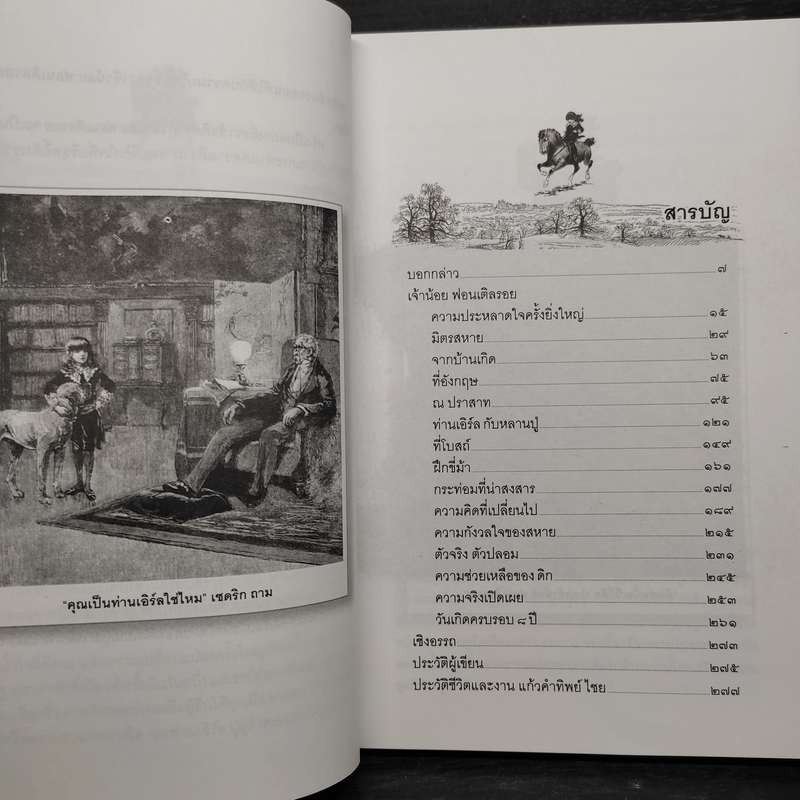 "คุณเป็นท่านเอิร์ลใช่ไหม" เซดริก ถาม
สารบัญ
บอกกล่าว ๗
เจ้าน้อย ฟอนเติลรอย
ความประหลาดใจครั้งยิ่งใหญ่ ๑๕
มิตรสหาย ๒๙
จากบ้านเกิด ๖๓
ที่อังกฤษ ๗๕
ณ ปราสาท ๙๕
ท่านเอิร์ล กับหลานปู่ ๑๒๑
ที่โบสถ์ ๑๔๙
ฝึกขี่ม้า ๑๖๑
กระท่อมที่น่าสงสาร ๑๗๗
ความคิดที่เปลี่ยนไป ๑๘๙
ความกังวลใจของสหาย ๒๑๕
ตัวจริง ตัวปลอม ๒๓๑
ความช่วยเหลือของ ดิก ๒๔๕
ความจริงเปิดเผย ๒๕๓
วันเกิดครบรอบ ๘ ปี ๒๖๑
เชิงอรรถ ๒๗๓
ประวัติผู้เขียน ๒๗๕
ประวัติชีวิตและงาน แก้วคำทิพย์ ไชย ๒๗๗